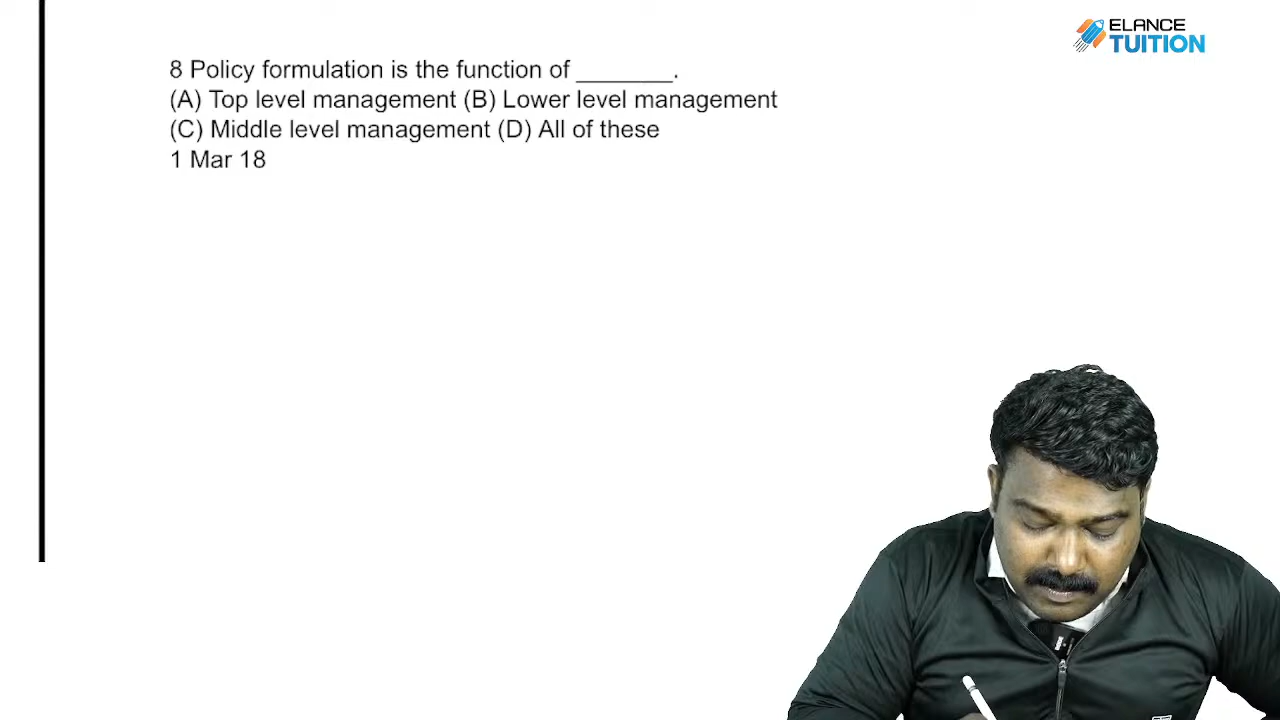 ELANCE
TUITION
8 Policy formulation is the function of _______.
(A) Top level management (B) Lower level management
(C) Middle level management (D) All of these
1 Mar 18